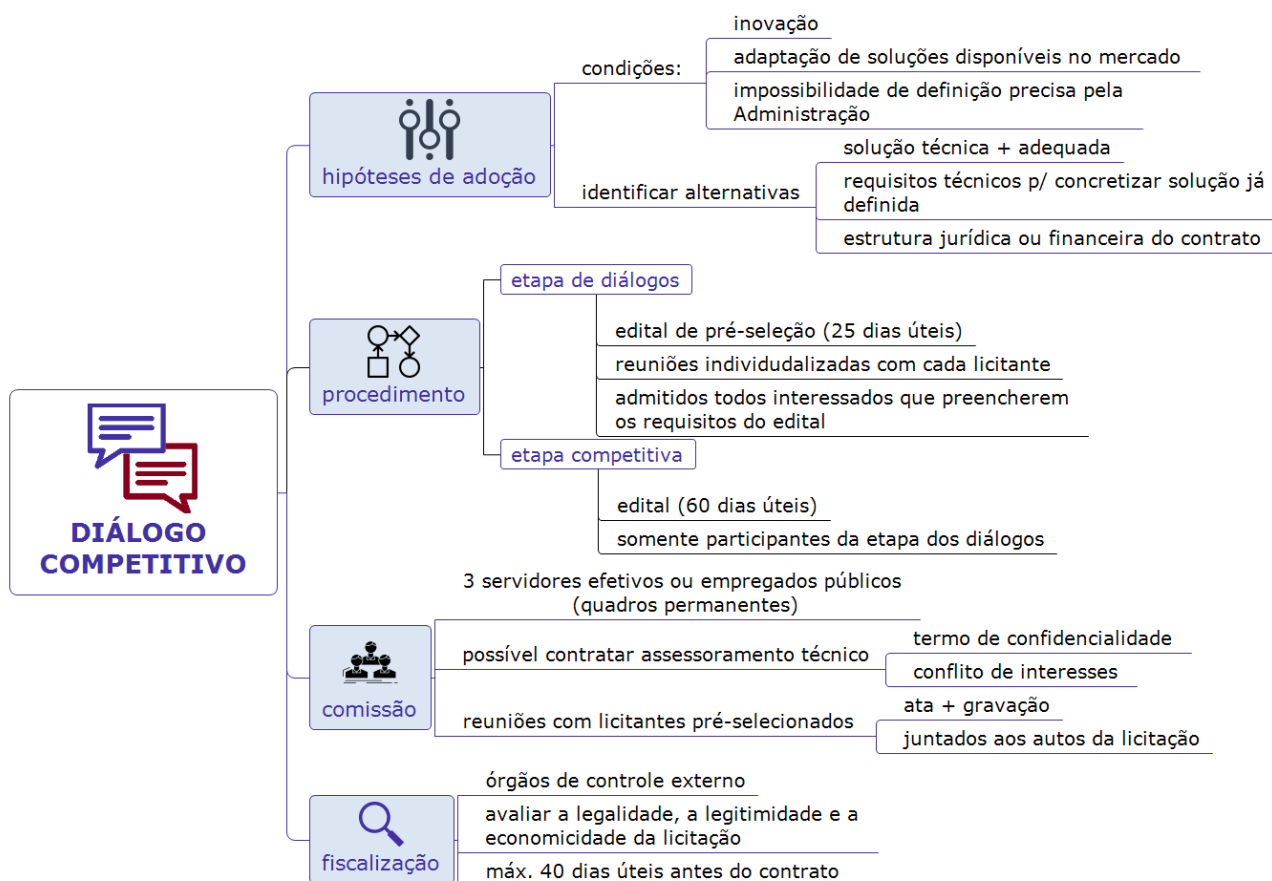 DIÁLOGO
COMPETITIVO
hipóteses de adoção
condições:
inovação
adaptação de soluções disponíveis no mercado
impossibilidade de definição precisa pela
Administração
identificar alternativas
solução técnica + adequada
requisitos técnicos p/ concretizar solução já
definida
estrutura jurídica ou financeira do contrato
procedimento
etapa de diálogos
edital de pré-seleção (25 dias úteis)
reuniões individudalizadas com cada licitante
admitidos todos interessados que preencherem
os requisitos do edital
etapa competitiva
edital (60 dias úteis)
somente participantes da etapa dos diálogos
comissão
3 servidores efetivos ou empregados públicos
(quadros permanentes)
possível contratar assessoramento técnico
termo de confidencialidade
conflito de interesses
reuniões com licitantes pré-selecionados
ata + gravação
juntados aos autos da licitação
fiscalização
órgãos de controle externo
avaliar a legalidade, a legitimidade e a
economicidade da licitação
máx. 40 dias úteis antes do contrato